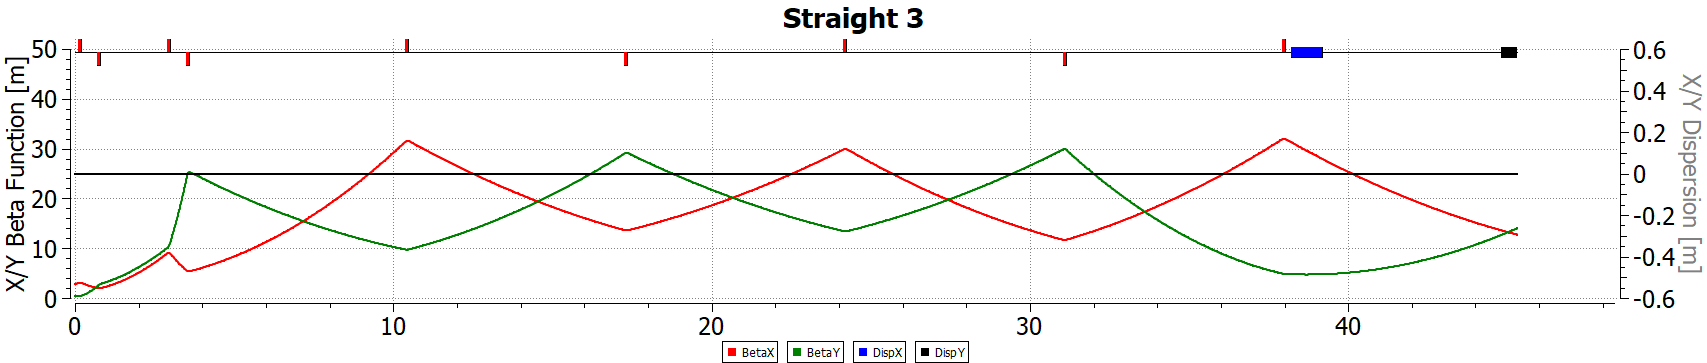 Straight 3
X/Y Beta Function [m]
50
40
30
20
10
0
0.6
0.4
0.2
0
-0.2
-0.4
-0.6
X/Y Dispersion [m]
0 10 20 30 40
BetaX BetaY DispX DispY